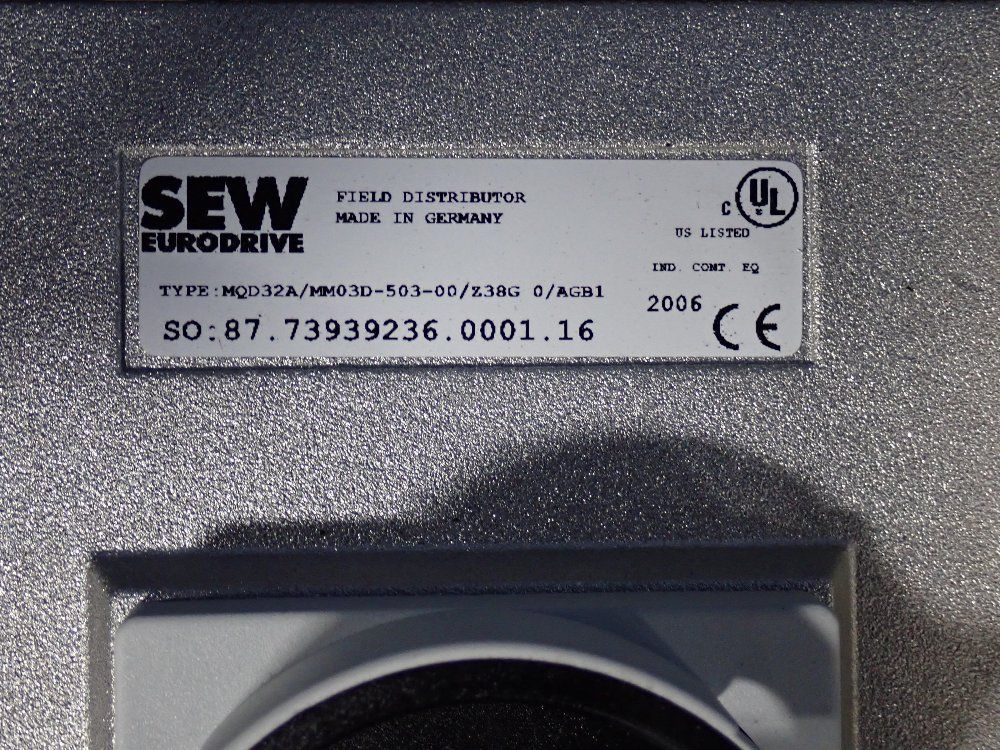 SEW
EURODRIVE
FIELD DISTRIBUTOR
MADE IN GERMANY
C UL
US LISTED
IND. CONT. EQ
TYPE:MQD32A/MM03D-503-00/Z38G 0/AGB1
2006 CE
SO:87.73939236.0001.16